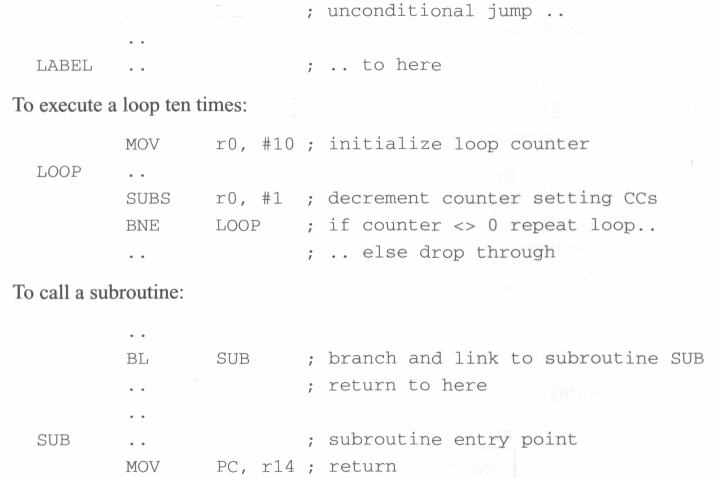 ; unconditional jump ..
..
LABEL .. ; .. to here
To execute a loop ten times:
MOV r0, #10 ; initialize loop counter
LOOP ..
SUBS r0, #1 ; decrement counter setting CCs
BNE LOOP ; if counter <> 0 repeat loop..
.. ; .. else drop through
To call a subroutine:
..
BL SUB ; branch and link to subroutine SUB
.. ; return to here
..
SUB .. ; subroutine entry point
MOV PC, r14 ; return